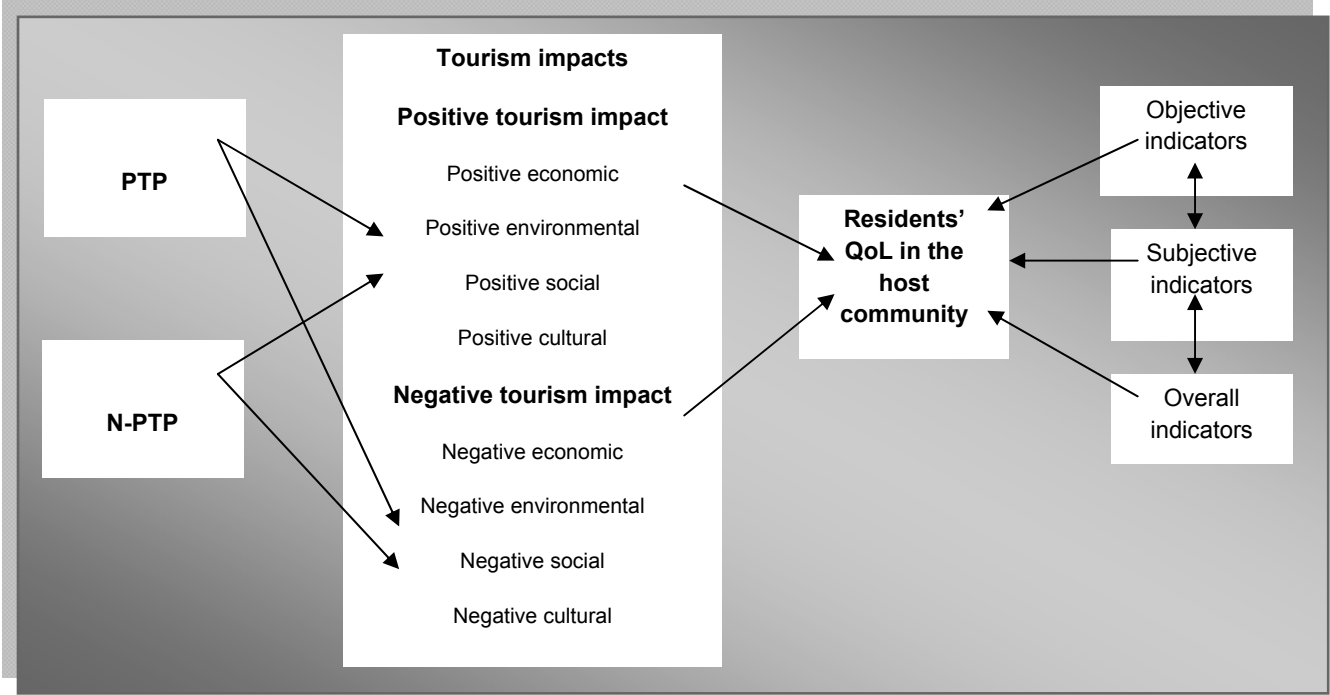 PTP
N-PTP
Tourism impacts
Positive tourism impact
Positive economic
Positive environmental
Positive social
Positive cultural
Negative tourism impact
Negative economic
Negative environmental
Negative social
Negative cultural
Residents’
QoL in the
host
community
Objective
indicators
Subjective
indicators
Overall
indicators